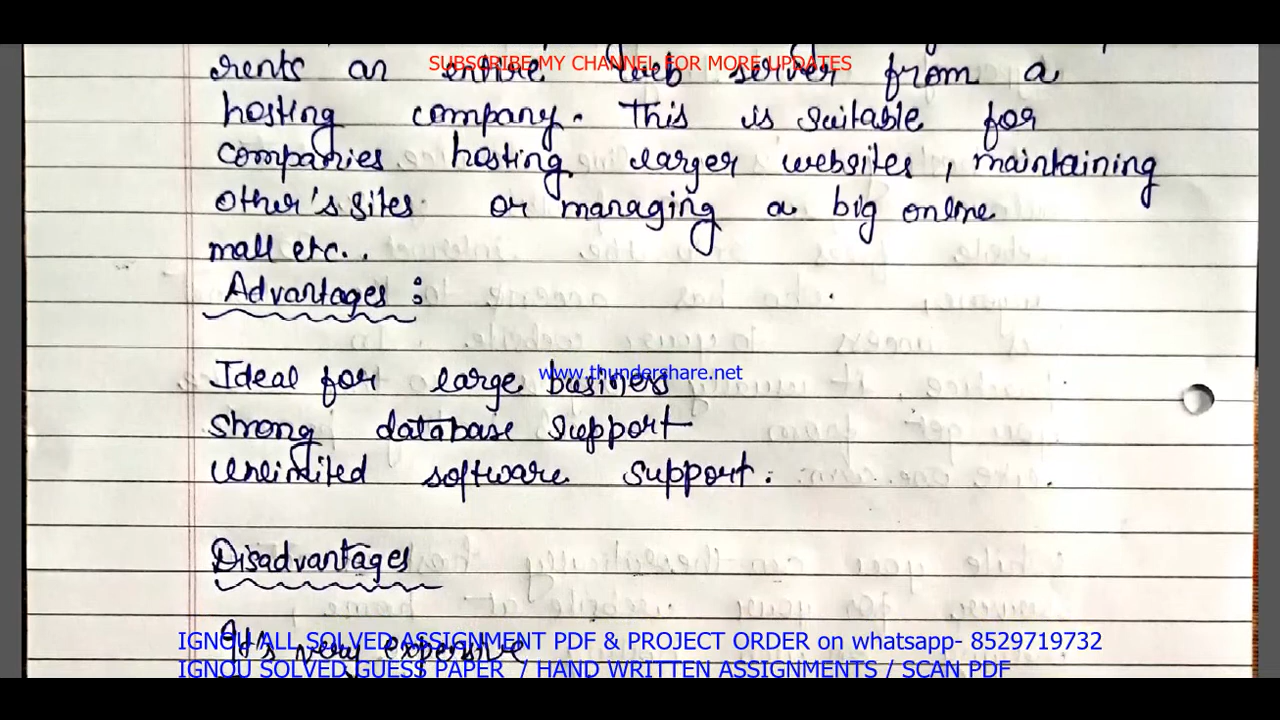 SUBSCRIBE MY CHANNEL FOR MORE UPDATES
rents an entire web server from a
hosting company. This is suitable for
companies hosting larger websites, maintaining
other's sites or managing a big online
mall etc..
Advantages :
www.thundershare.net
Ideal for large business
strong database support
unlimited software support.
Disadvantages
It's very expensive
IGNOU ALL SOLVED ASSIGNMENT PDF & PROJECT ORDER on whatsapp- 8529719732
IGNOU SOLVED GUESS PAPER / HAND WRITTEN ASSIGNMENTS / SCAN PDF